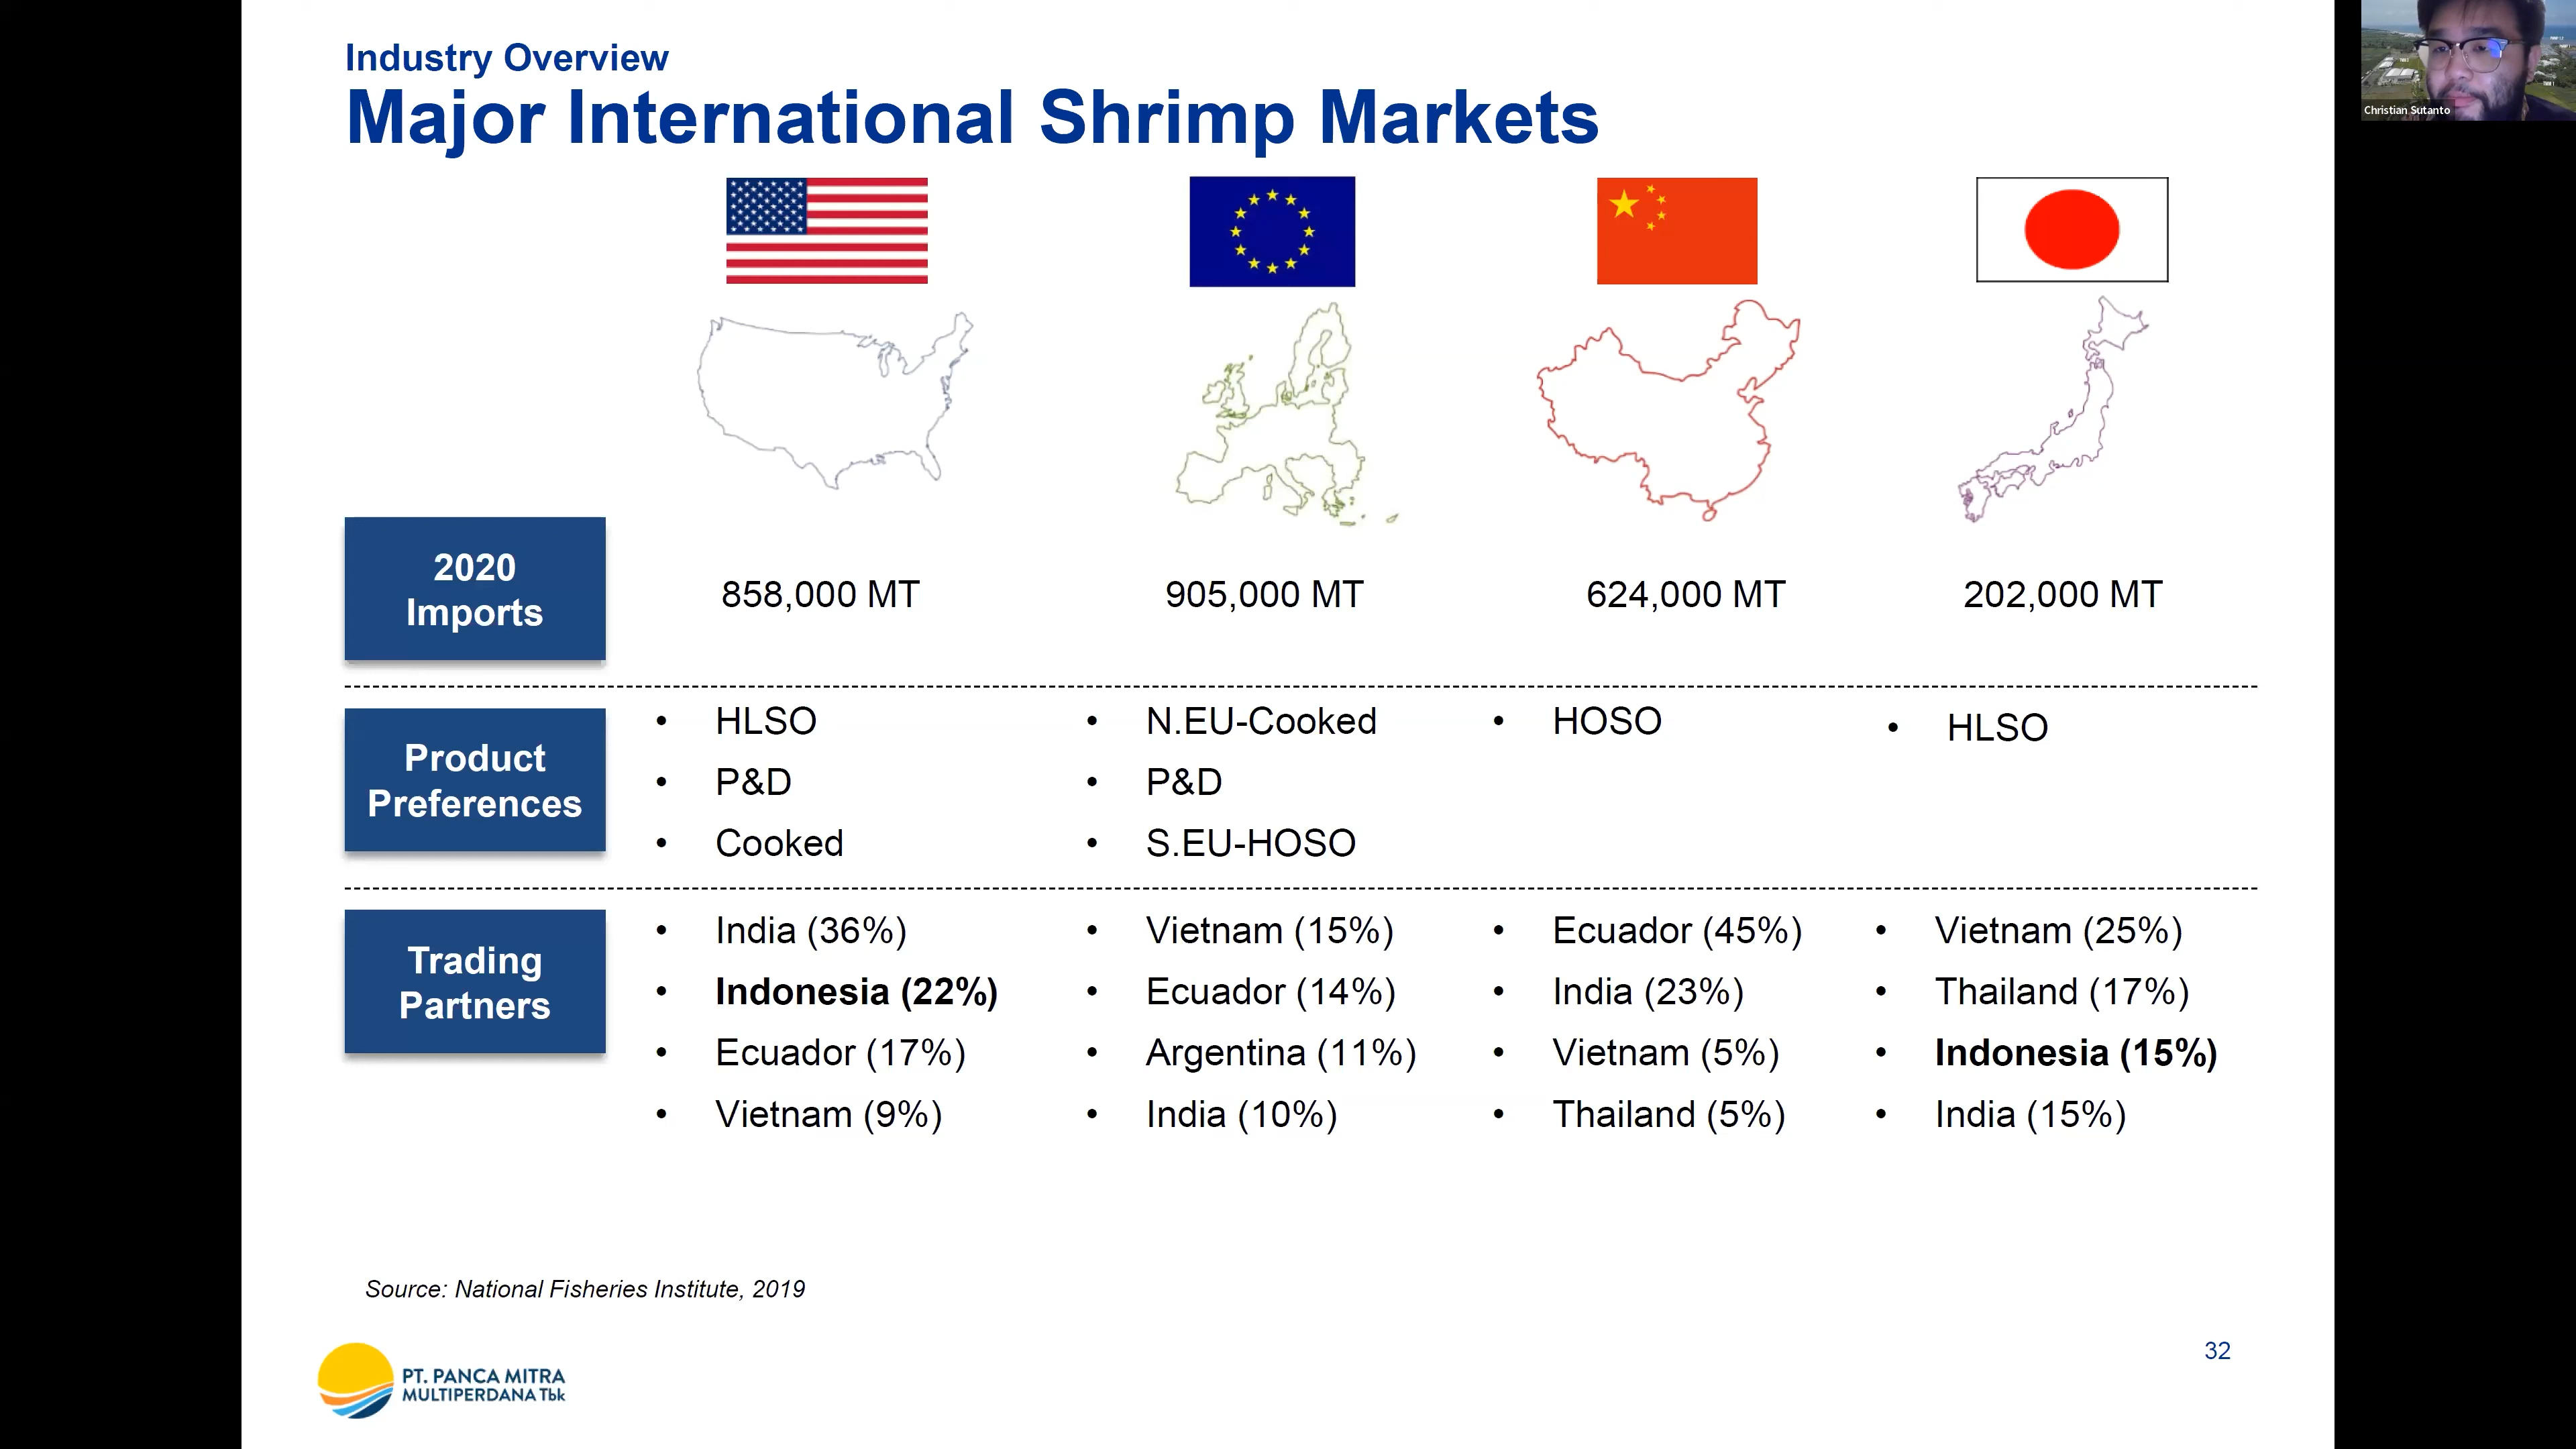 Industry Overview
Major International Shrimp Markets
Christian Sutanto
2020
Imports
858,000 MT
905,000 MT
624,000 MT
202,000 MT
Product
Preferences
• HLSO
• P&D
• Cooked
• N.EU-Cooked
• P&D
• S.EU-HOSO
• HOSO
• HLSO
Trading
Partners
• India (36%)
• Indonesia (22%)
• Ecuador (17%)
• Vietnam (9%)
• Vietnam (15%)
• Ecuador (14%)
• Argentina (11%)
• India (10%)
• Ecuador (45%)
• India (23%)
• Vietnam (5%)
• Thailand (5%)
• Vietnam (25%)
• Thailand (17%)
• Indonesia (15%)
• India (15%)
Source: National Fisheries Institute, 2019
PT. PANCA MITRA
MULTIPERDANA Tbk
32